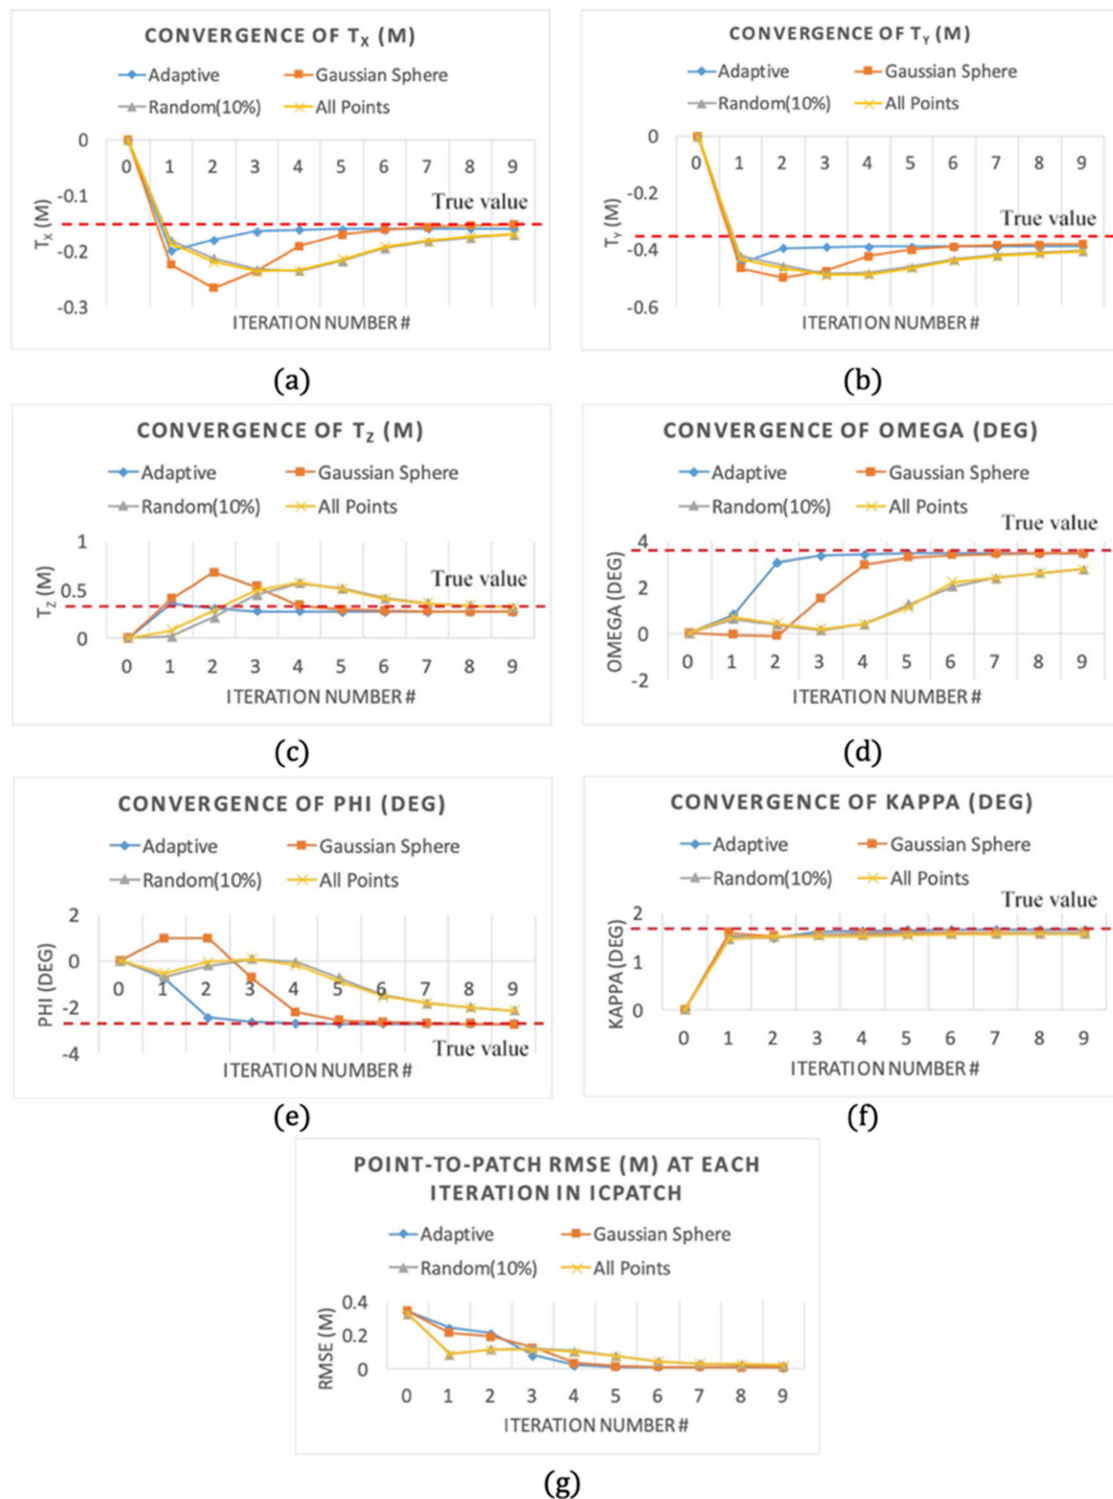 CONVERGENCE OF TX (M)
Adaptive
Gaussian Sphere
Random(10%)
All Points
0
-0.1
-0.2
-0.3
TX (M)
0 1 2 3 4 5 6 7 8 9
True value
ITERATION NUMBER #
(a)
CONVERGENCE OF TY (M)
Adaptive
Gaussian Sphere
Random(10%)
All Points
0
-0.2
-0.4
-0.6
TY (M)
0 1 2 3 4 5 6 7 8 9
True value
ITERATION NUMBER #
(b)
CONVERGENCE OF TZ (M)
Adaptive
Gaussian Sphere
Random(10%)
All Points
1
0.5
0
TZ (M)
True value
0 1 2 3 4 5 6 7 8 9
ITERATION NUMBER #
(c)
CONVERGENCE OF OMEGA (DEG)
Adaptive
Gaussian Sphere
Random(10%)
All Points
True value
4
2
0
-2
OMEGA (DEG)
0 1 2 3 4 5 6 7 8 9
ITERATION NUMBER #
(d)
CONVERGENCE OF PHI (DEG)
Adaptive
Gaussian Sphere
Random(10%)
All Points
2
0
-2
-4
PHI (DEG)
0 1 2 3 4 5 6 7 8 9
True value
ITERATION NUMBER #
(e)
CONVERGENCE OF KAPPA (DEG)
Adaptive
Gaussian Sphere
Random(10%)
All Points
True value
2
1
0
KAPPA (DEG)
0 1 2 3 4 5 6 7 8 9
ITERATION NUMBER #
(f)
POINT-TO-PATCH RMSE (M) AT EACH
ITERATION IN ICPATCH
Adaptive
Gaussian Sphere
Random(10%)
All Points
0.4
0.2
0
RMSE (M)
0 1 2 3 4 5 6 7 8 9
ITERATION NUMBER #
(g)